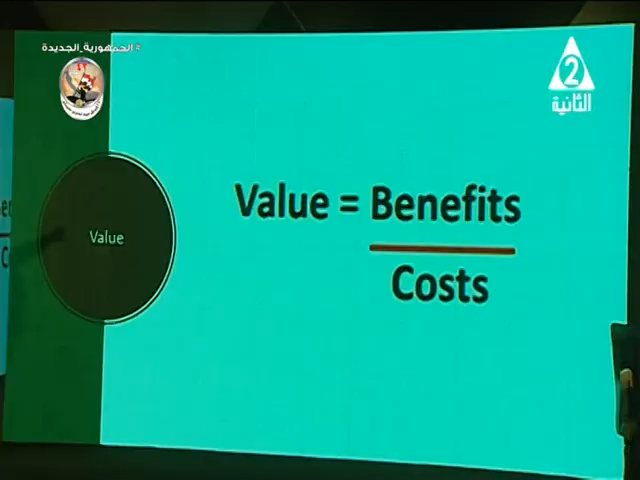 #الجمهورية_الجديدة
2
الثانية
Value
Value = Benefits
Costs